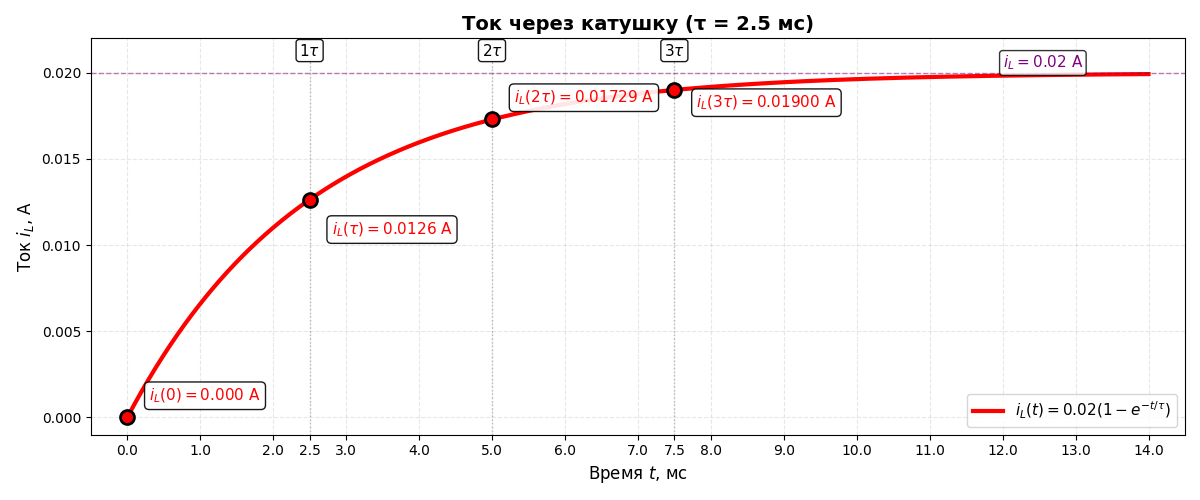 Ток через катушку (τ = 2.5 мс)
1τ
2τ
3τ
i_L = 0.02 А
i_L(2τ) = 0.01729 А
i_L(3τ) = 0.01900 А
i_L(τ) = 0.0126 А
i_L(0) = 0.000 А
0.020
0.015
0.010
0.005
0.000
Ток i_L, А
i_L(t) = 0.02(1 − e^{−t/τ})
0.0 1.0 2.0 2.5 3.0 4.0 5.0 6.0 7.0 7.5 8.0 9.0 10.0 11.0 12.0 13.0 14.0
Время t, мс